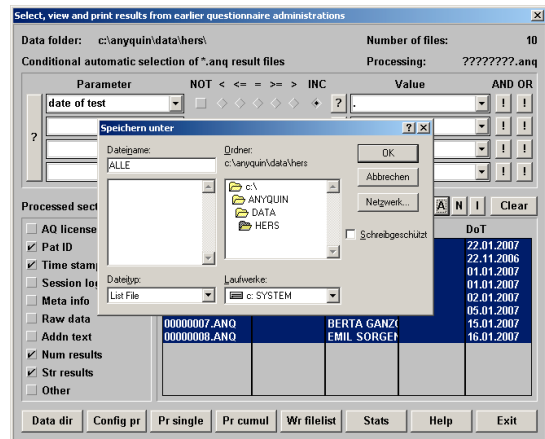 Select, view and print results from earlier questionnaire administrations
Data folder: c:\anyquin\data\hers\ Number of files: 10
Conditional automatic selection of *.anq result files Processing: ????????.anq
Parameter NOT < <= = >= > INC Value AND OR
date of test ? . ! !
! !
? ! !
! !
Speichern unter
Dateiname: Ordner: OK
ALLE c:\anyquin\data\hers
Abbrechen
c:\
ANYQUIN
DATA
HERS
Netzwerk...
Schreibgeschützt
Dateityp: Laufwerke:
List File c: SYSTEM
Processed sect A N I Clear
AQ license DoT
Pat ID 22.01.2007
22.11.2006
Time stam 01.01.2007
Session lo 01.01.2007
Meta info 02.01.2007
05.01.2007
Raw data 00000007.ANQ BERTA GANZ 15.01.2007
Addn text 00000008.ANQ EMIL SORGEN 16.01.2007
Num results
Str results
Other
Data dir Config pr Pr single Pr cumul Wr filelist Stats Help Exit